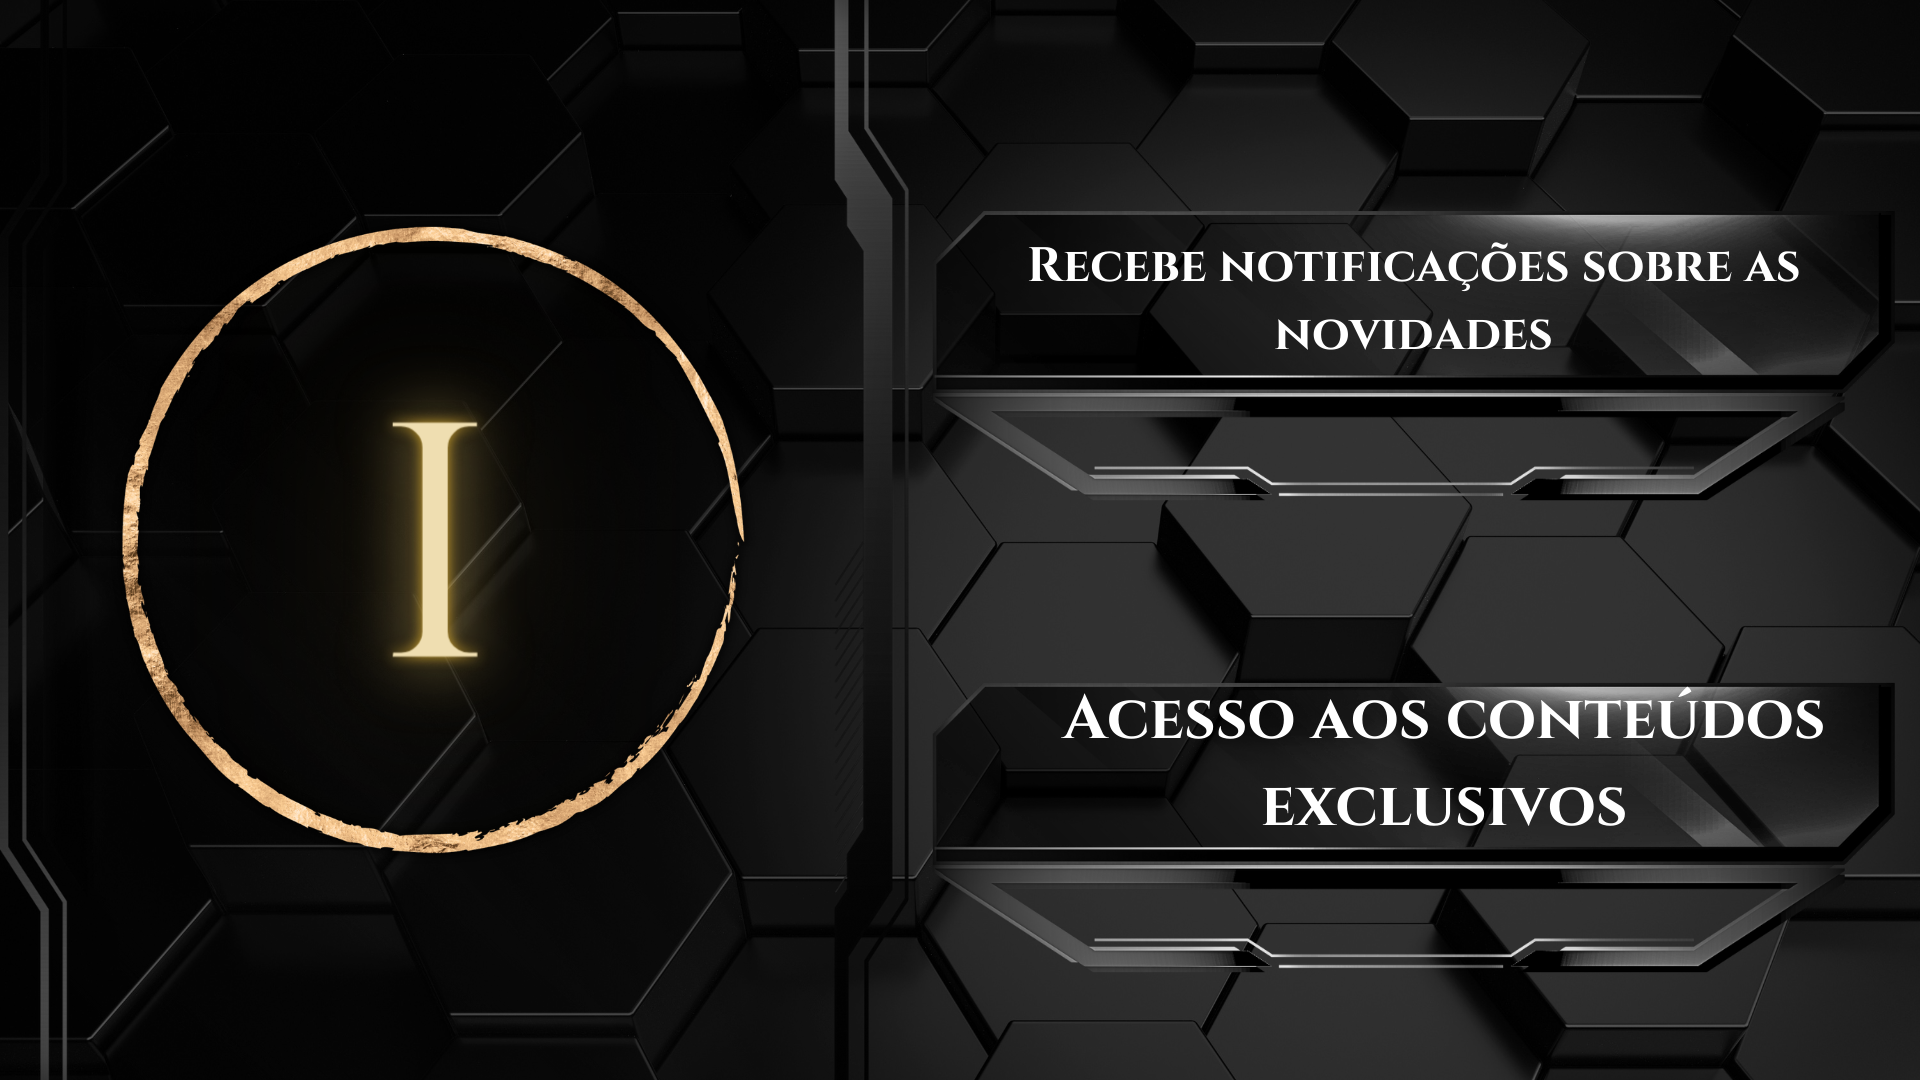 I
Recebe notificações sobre as
novidades
Acesso aos conteúdos
exclusivos